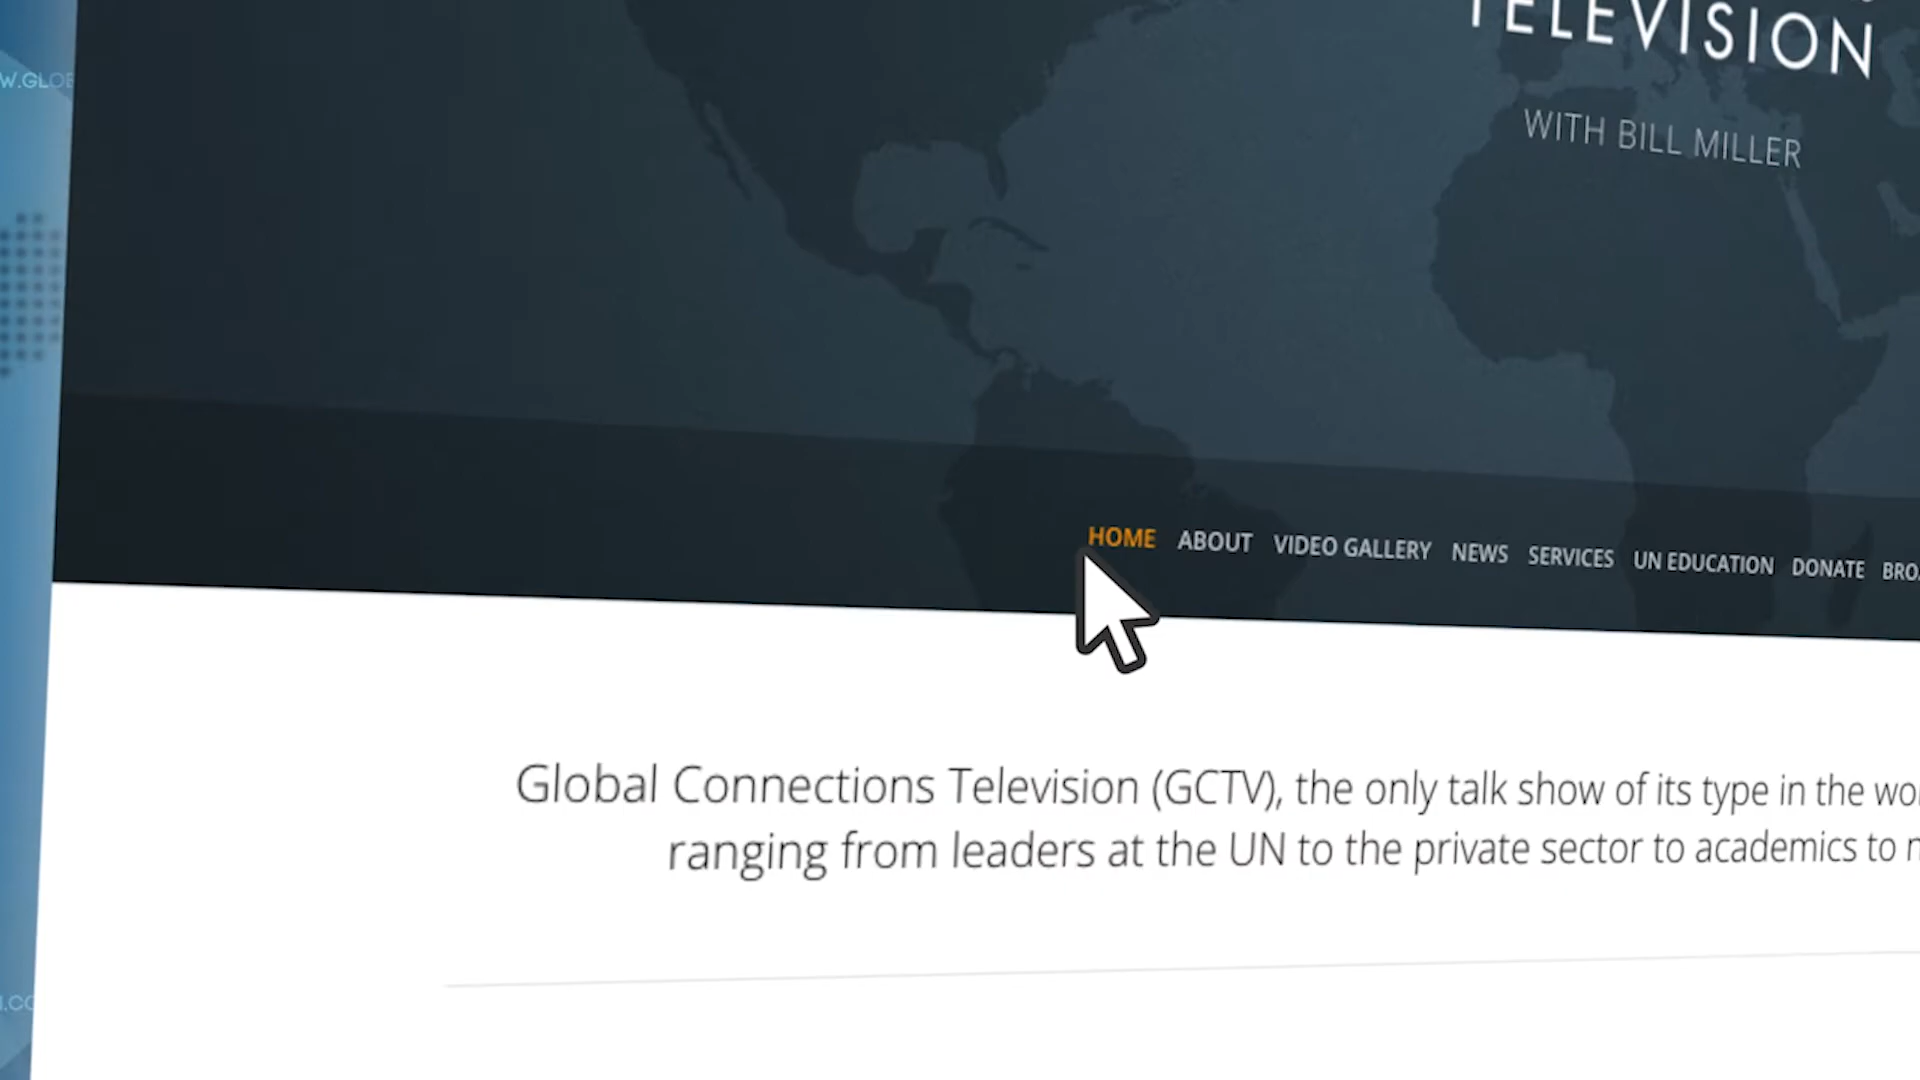 TELEVISION
WITH BILL MILLER
HOME ABOUT VIDEO GALLERY NEWS SERVICES UN EDUCATION DONATE
Global Connections Television (GCTV), the only talk show of its type in the
ranging from leaders at the UN to the private sector to academics to